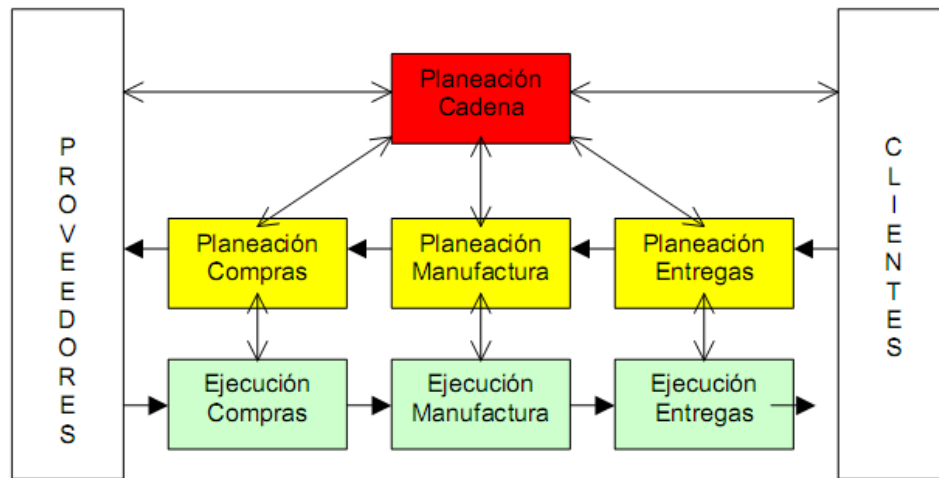 PROVEEDORES
Planeación
Cadena
CLIENTES
Planeación
Compras
Planeación
Manufactura
Planeación
Entregas
Ejecución
Compras
Ejecución
Manufactura
Ejecución
Entregas